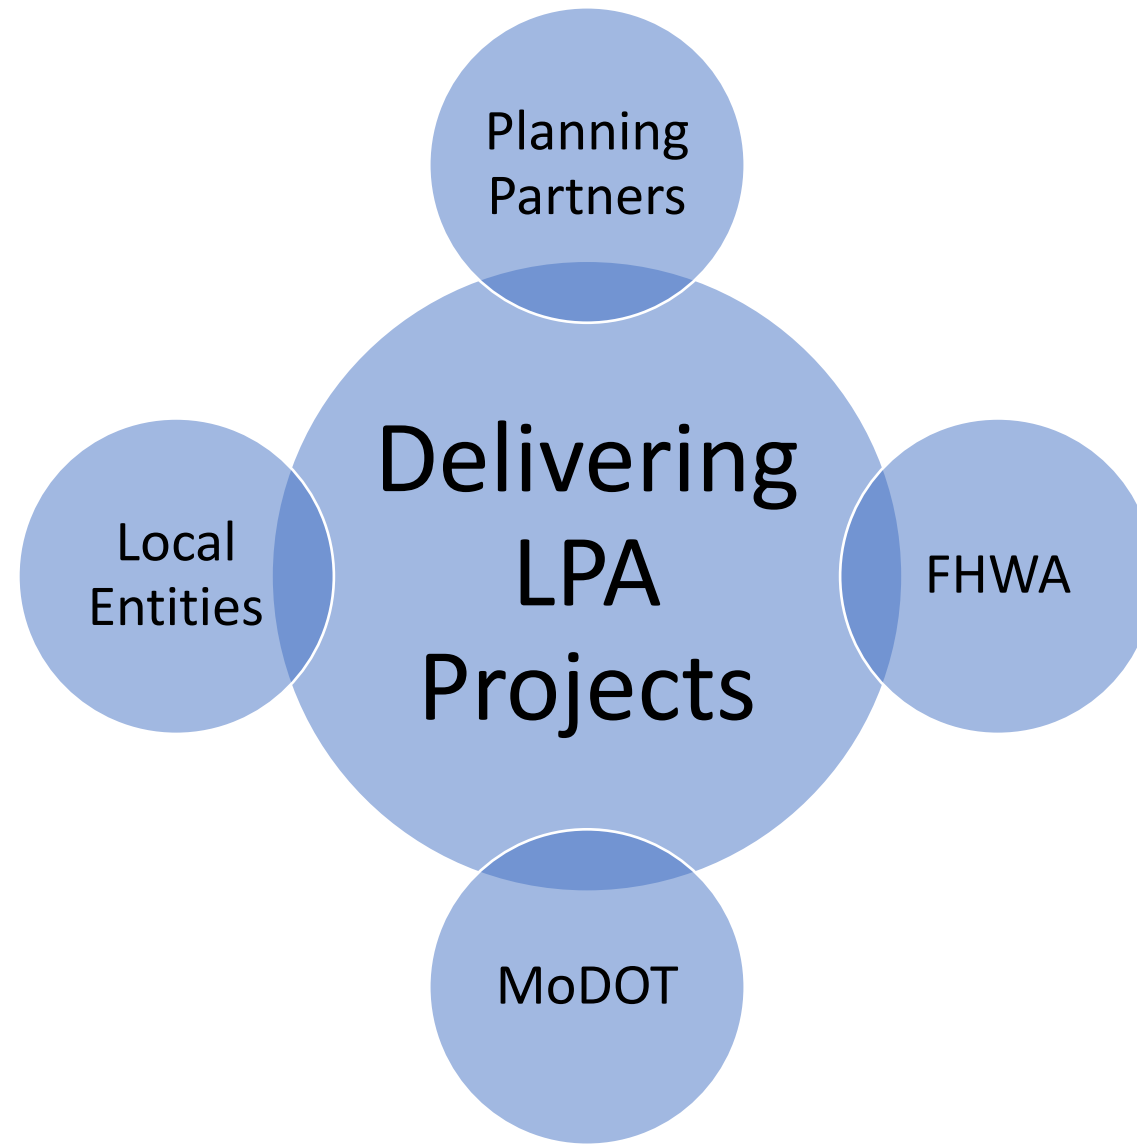 Planning
Partners
Delivering
LPA
Projects
Local
Entities
FHWA
MoDOT